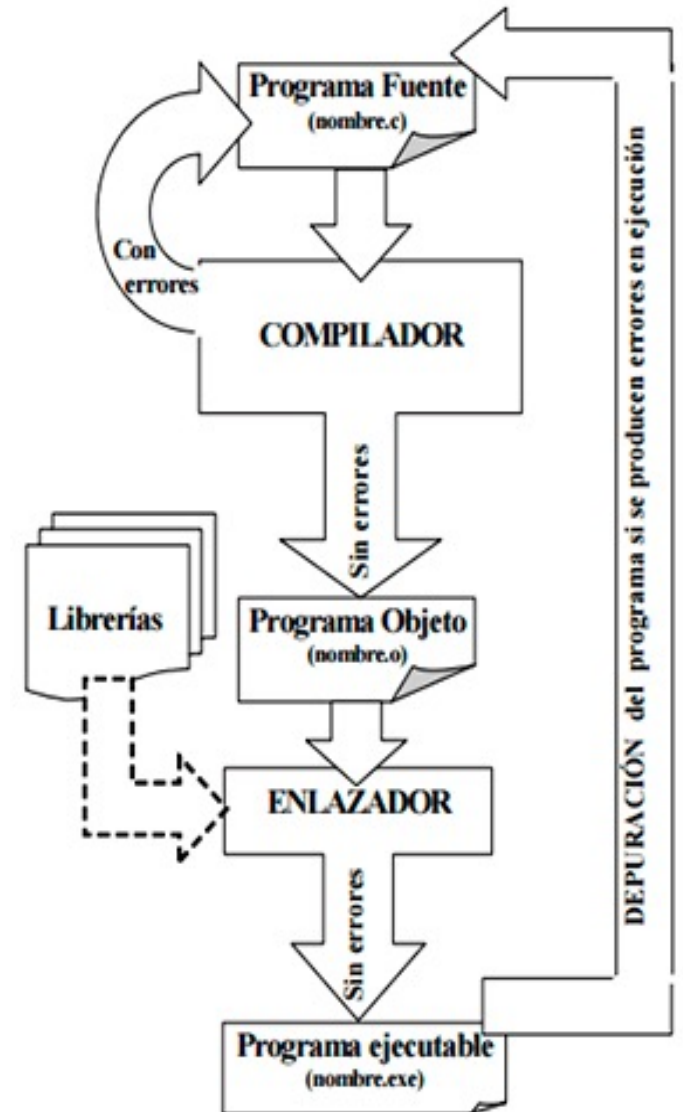 Programa Fuente
(nombre.c)
Con
errores
COMPILADOR
Sin errores
Librerías
Programa Objeto
(nombre.o)
ENLAZADOR
Sin errores
Programa ejecutable
(nombre.exe)
DEPURACIÓN del programa si se producen errores en ejecución